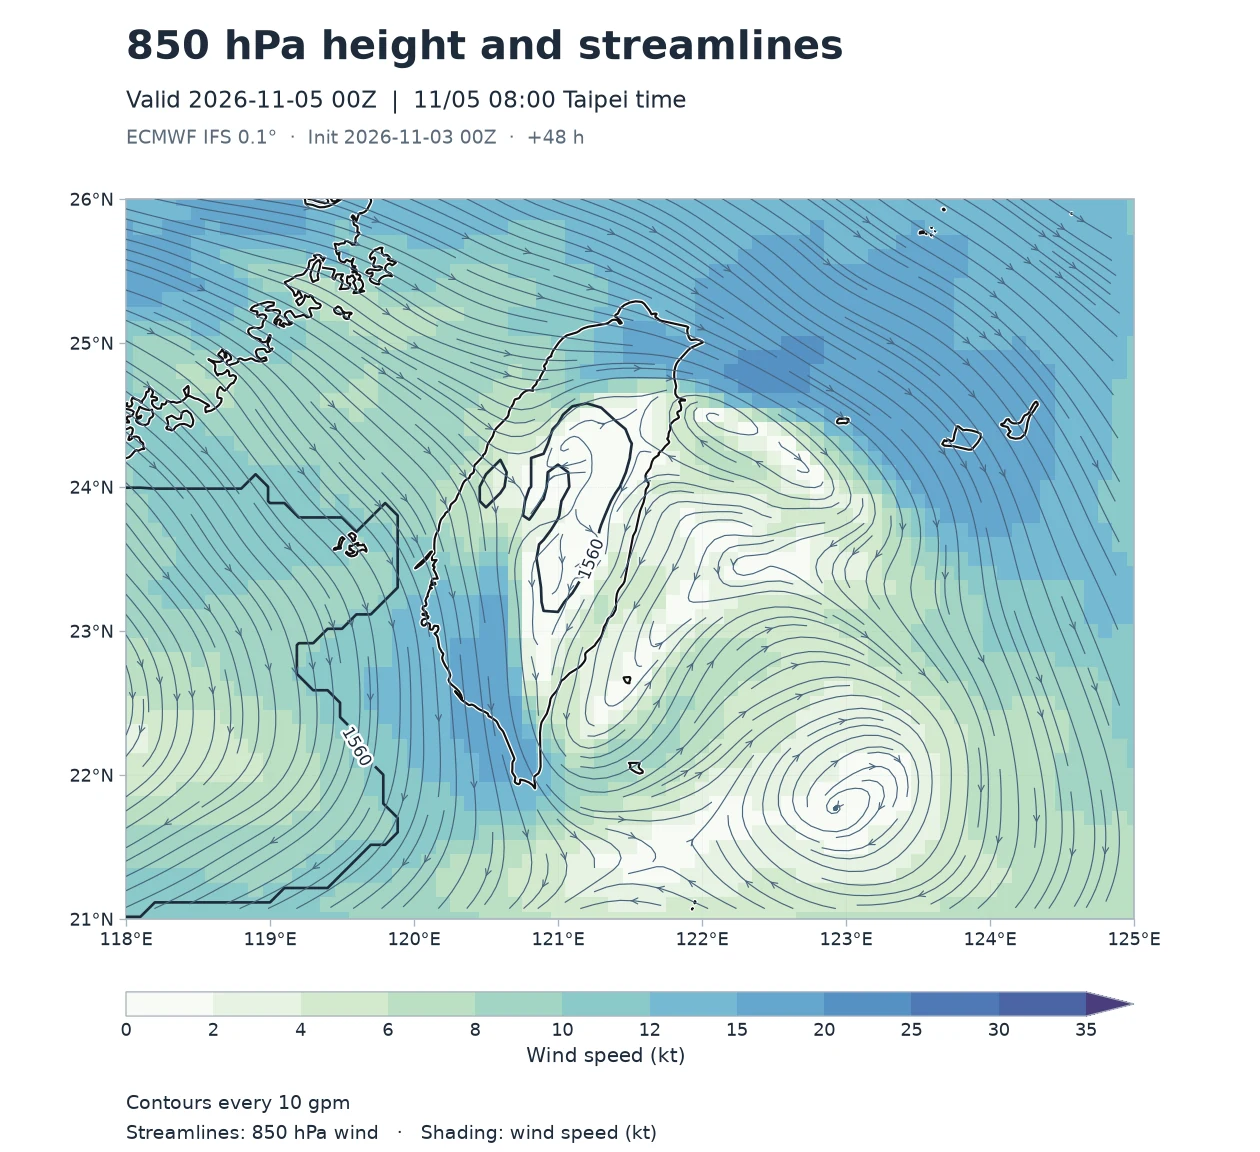 850 hPa height and streamlines
Valid 2026-11-05 00Z | 11/05 08:00 Taipei time
ECMWF IFS 0.1° · Init 2026-11-03 00Z · +48 h
26°N
25°N
24°N
23°N
22°N
21°N
1560
1560
118°E 119°E 120°E 121°E 122°E 123°E 124°E 125°E
0 2 4 6 8 10 12 15 20 25 30 35
Wind speed (kt)
Contours every 10 gpm
Streamlines: 850 hPa wind · Shading: wind speed (kt)